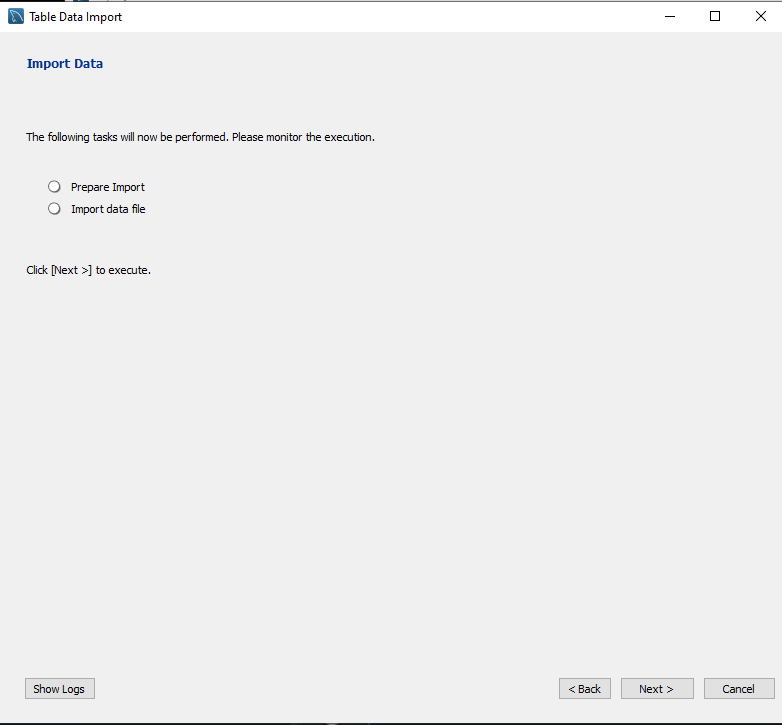 Table Data Import
Import Data
The following tasks will now be performed. Please monitor the execution.
Prepare Import
Import data file
Click [Next >] to execute.
Show Logs
< Back
Next >
Cancel